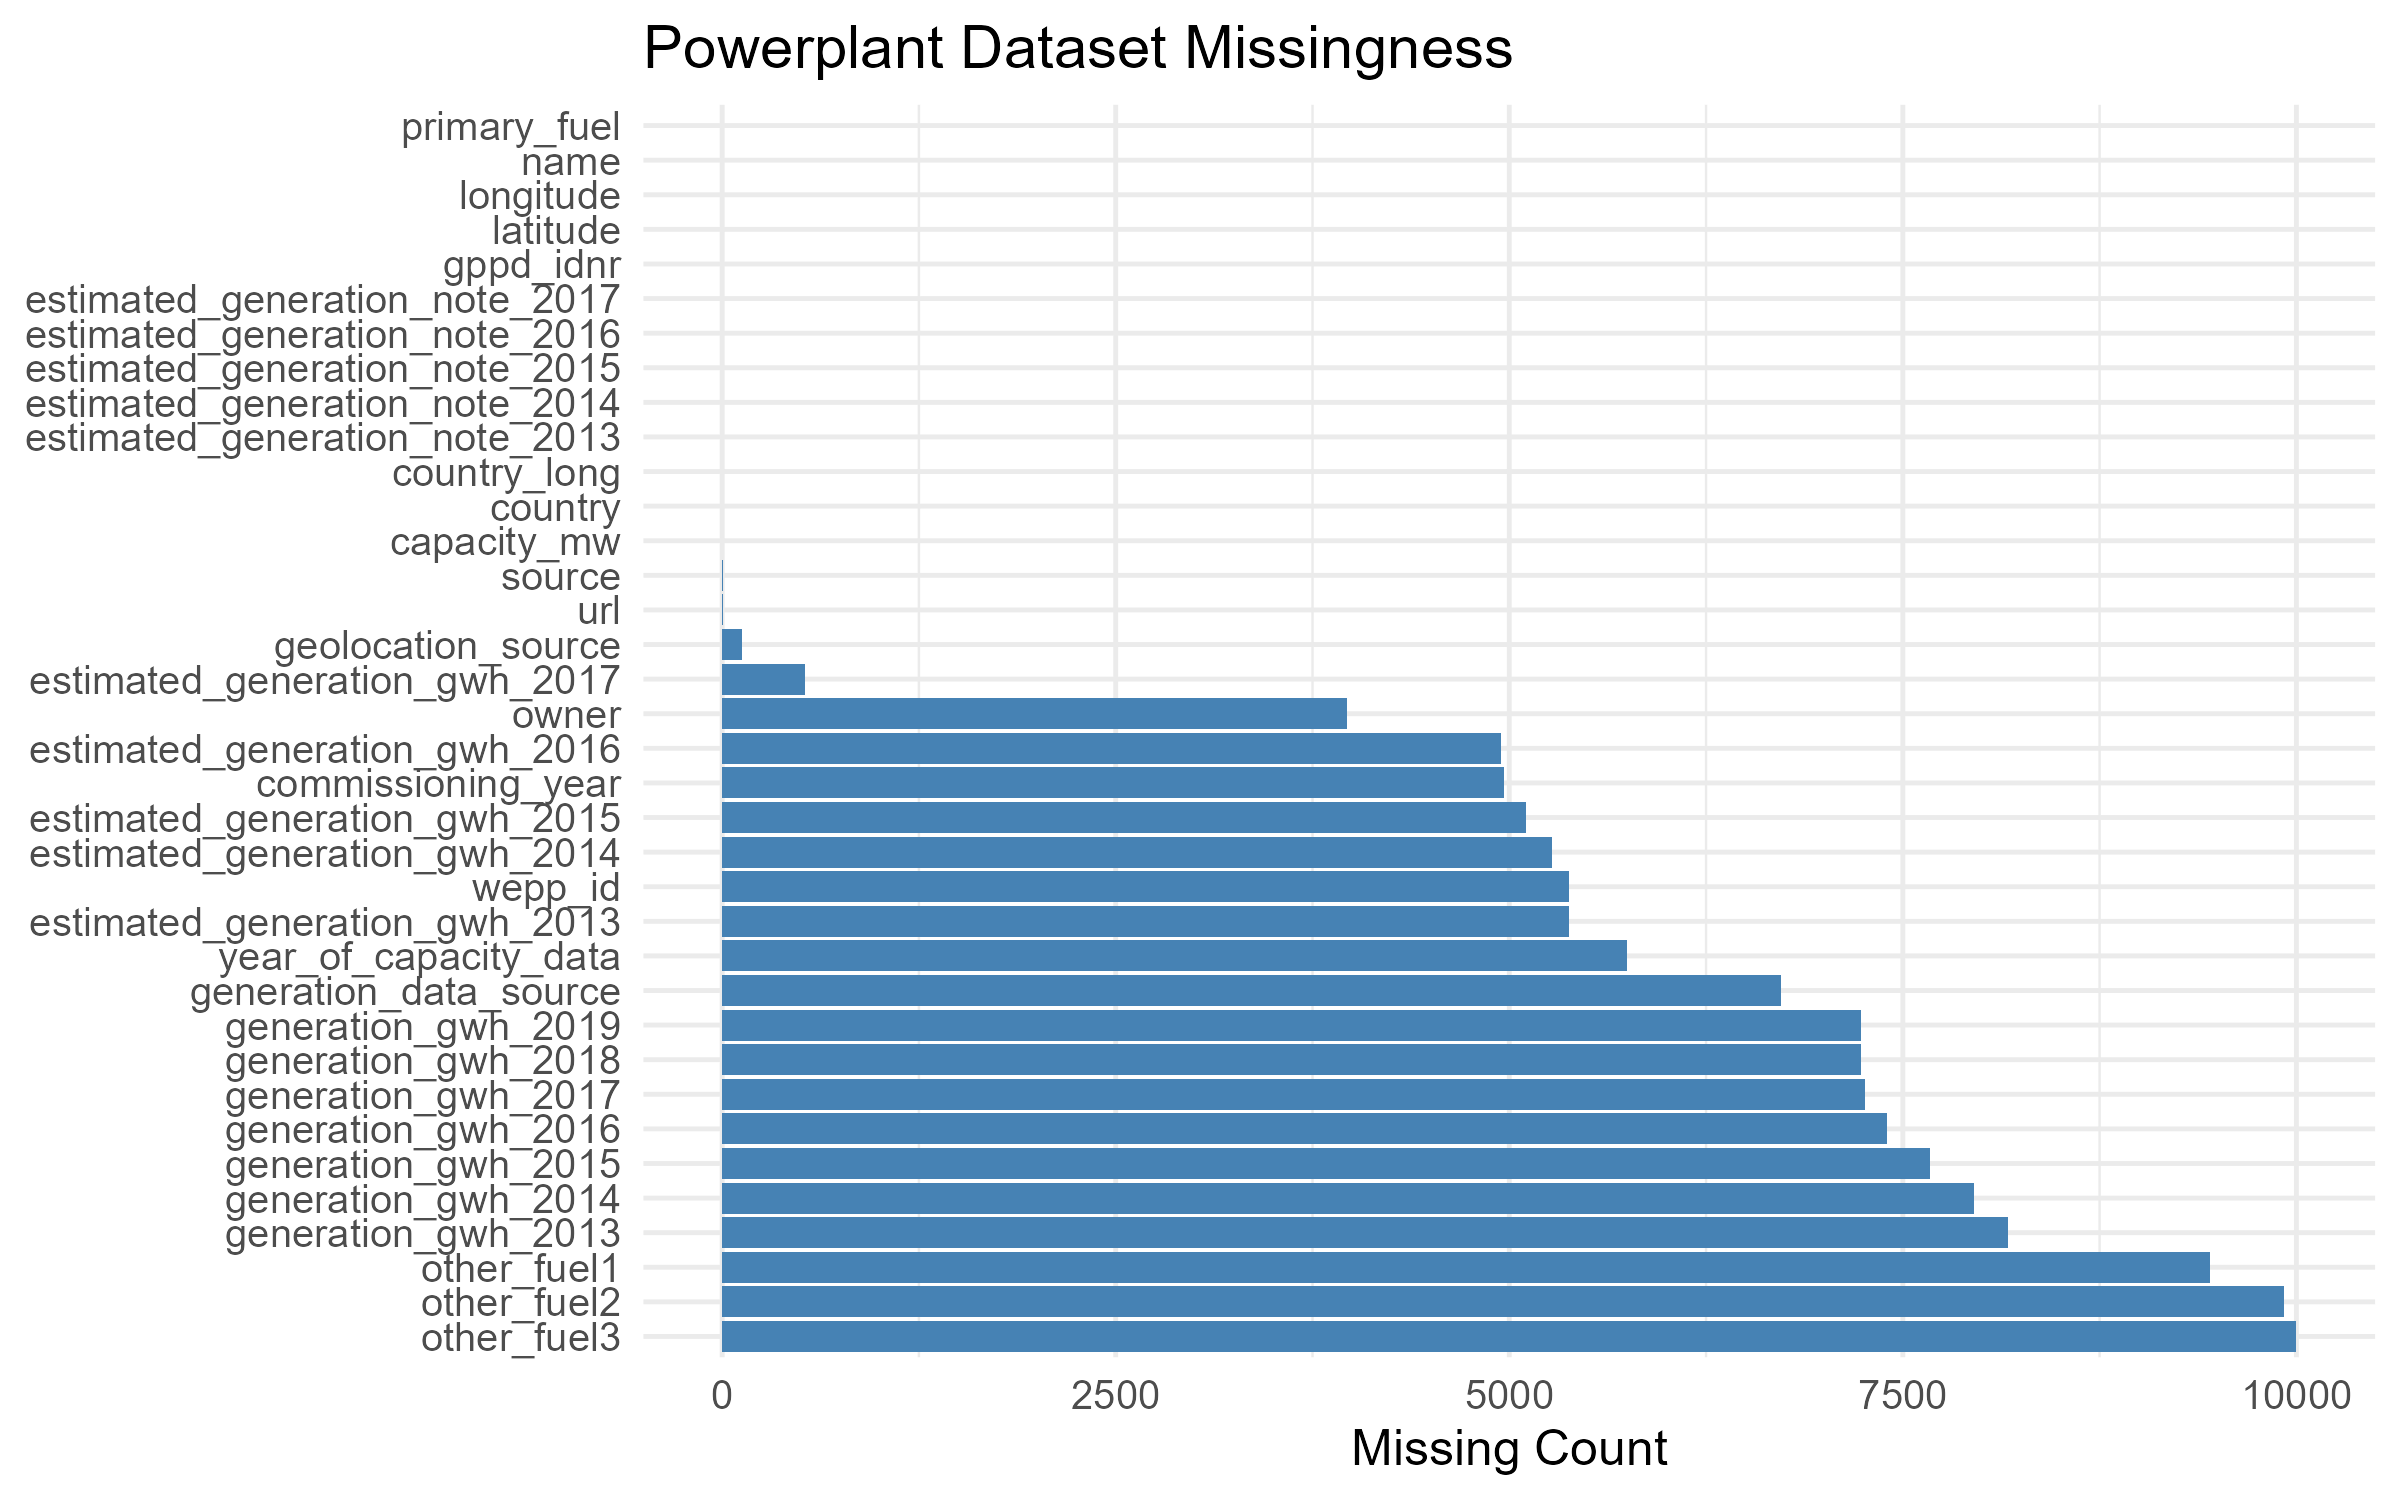 Powerplant Dataset Missingness
primary_fuel
name
longitude
latitude
gppd_idnr
estimated_generation_note_2017
estimated_generation_note_2016
estimated_generation_note_2015
estimated_generation_note_2014
estimated_generation_note_2013
country_long
country
capacity_mw
source
url
geolocation_source
estimated_generation_gwh_2017
owner
estimated_generation_gwh_2016
commissioning_year
estimated_generation_gwh_2015
estimated_generation_gwh_2014
wepp_id
estimated_generation_gwh_2013
year_of_capacity_data
generation_data_source
generation_gwh_2019
generation_gwh_2018
generation_gwh_2017
generation_gwh_2016
generation_gwh_2015
generation_gwh_2014
generation_gwh_2013
other_fuel1
other_fuel2
other_fuel3
0 2500 5000 7500 10000
Missing Count